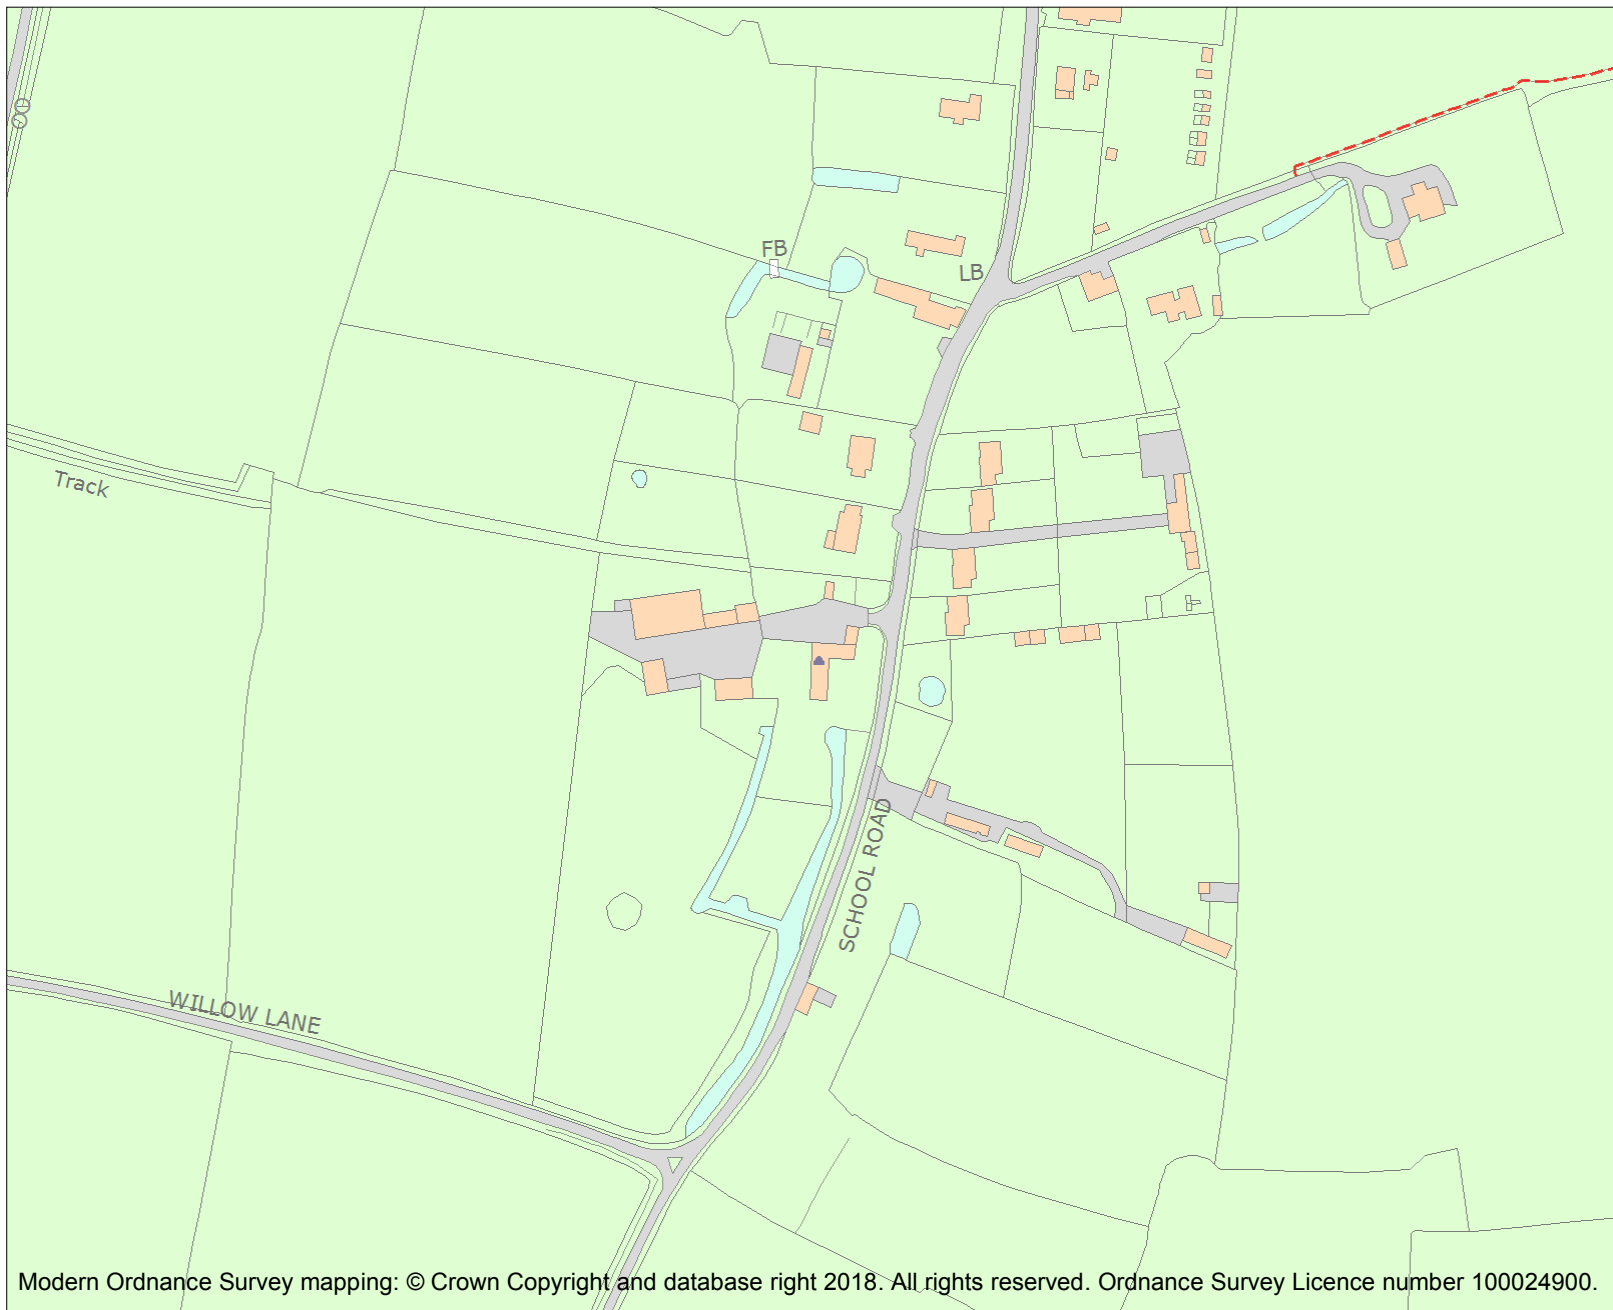 FB
LB
Track
SCHOOL ROAD
WILLOW LANE
Modern Ordnance Survey mapping: © Crown Copyright and database right 2018. All rights reserved. Ordnance Survey Licence number 100024900.